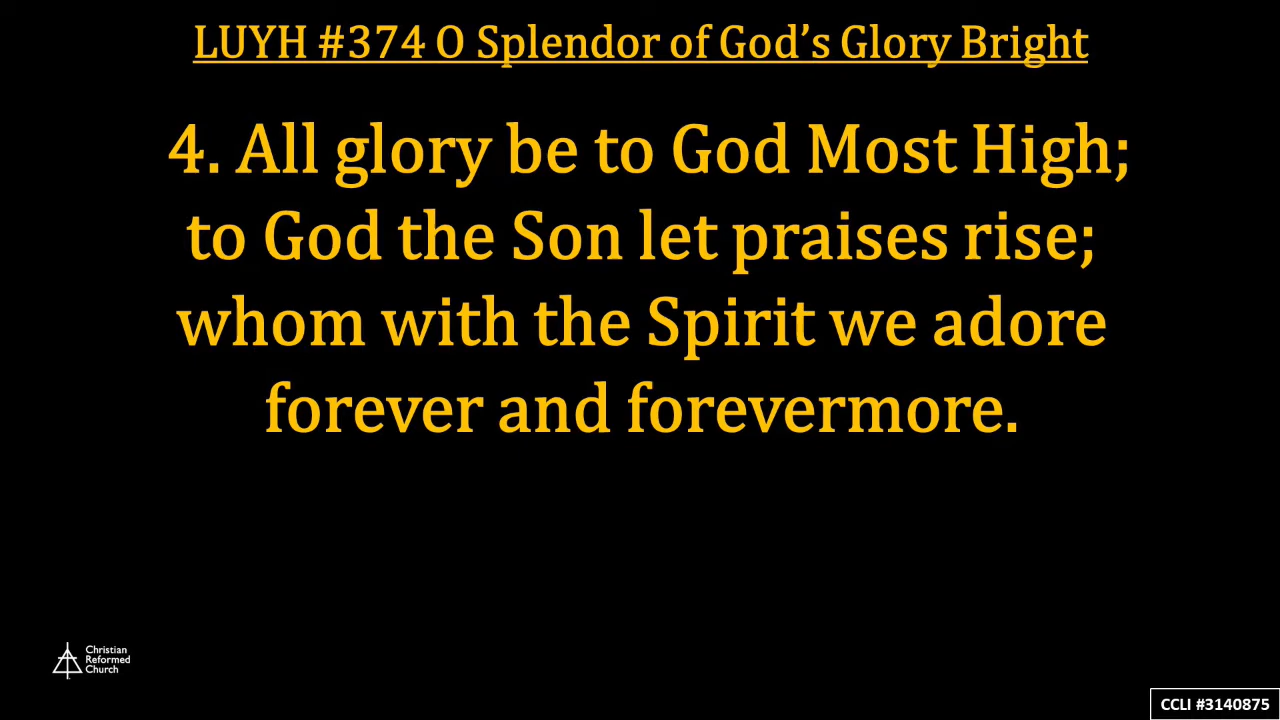 LUYH #374 O Splendor of God’s Glory Bright
4. All glory be to God Most High;
to God the Son let praises rise;
whom with the Spirit we adore
forever and forevermore.
Christian
Reformed
Church
CCLI #3140875